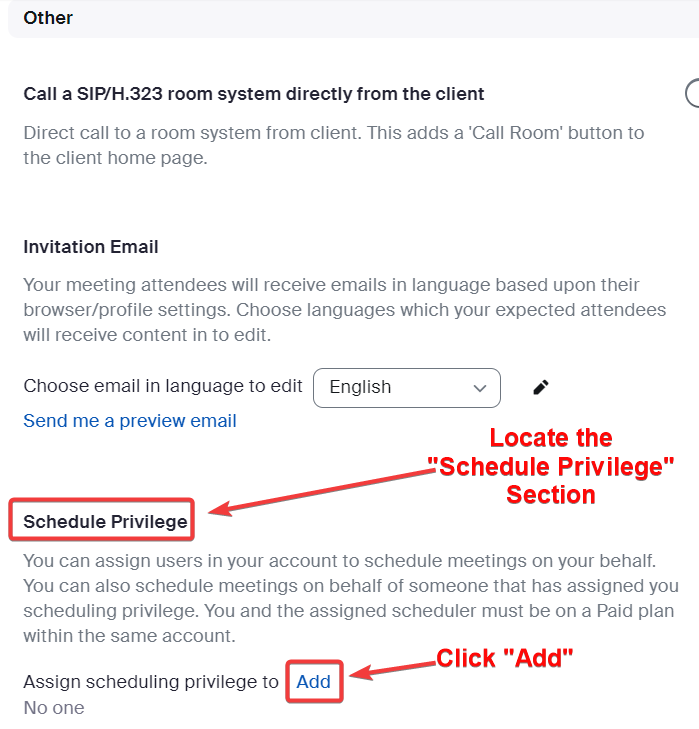 Other
Call a SIP/H.323 room system directly from the client
Direct call to a room system from client. This adds a 'Call Room' button to
the client home page.
Invitation Email
Your meeting attendees will receive emails in language based upon their
browser/profile settings. Choose languages which your expected attendees
will receive content in to edit.
Choose email in language to edit English
Send me a preview email
Locate the
"Schedule Privilege"
Section
Schedule Privilege
You can assign users in your account to schedule meetings on your behalf.
You can also schedule meetings on behalf of someone that has assigned you
scheduling privilege. You and the assigned scheduler must be on a Paid plan
within the same account.
Click "Add"
Assign scheduling privilege to Add
No one